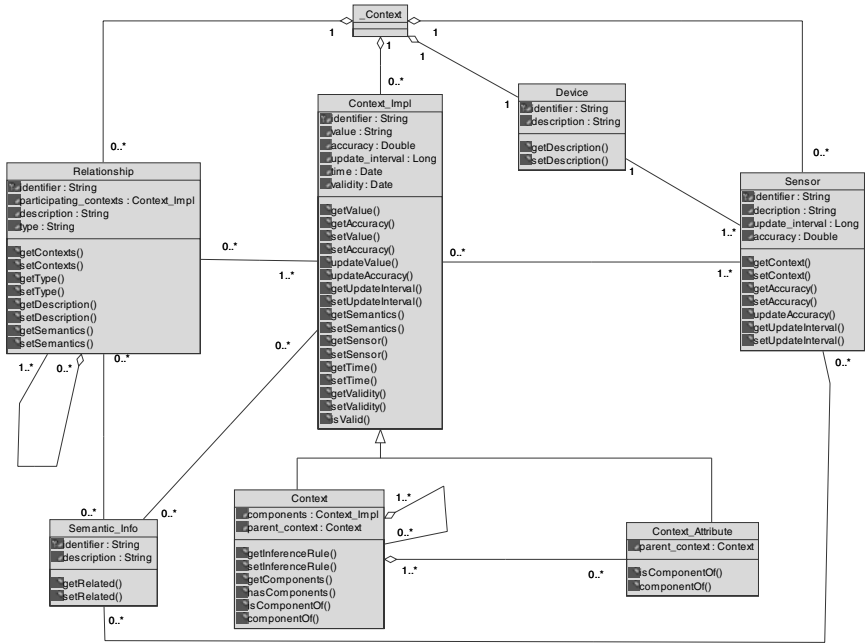 _Context
1
1
1
1
0..*
0..*
1
0..*
Context_Impl
identifier : String
value : String
accuracy : Double
update_interval : Long
time : Date
validity : Date
getValue()
getAccuracy()
setValue()
setAccuracy()
updateValue()
updateAccuracy()
getUpdateInterval()
setUpdateInterval()
getSemantics()
setSemantics()
getSensor()
setSensor()
getTime()
setTime()
getValidity()
setValidity()
isValid()
Device
identifier : String
description : String
getDescription()
setDescription()
1
1..*
Relationship
identifier : String
participating_contexts : Context_Impl
description : String
type : String
getContexts()
setContexts()
getType()
setType()
getDescription()
setDescription()
getSemantics()
setSemantics()
0..*
1..*
0..*
1..*
Sensor
identifier : String
decription : String
update_interval : Long
accuracy : Double
getContext()
setContext()
getAccuracy()
setAccuracy()
updateAccuracy()
getUpdateInterval()
setUpdateInterval()
0..*
1..*
0..*
0..*
0..*
0..*
0..*
Semantic_Info
identifier : String
description : String
getRelated()
setRelated()
0..*
Context
components : Context_Impl
parent_context : Context
getInferenceRule()
setInferenceRule()
getComponents()
hasComponents()
isComponentOf()
componentOf()
1..*
0..*
1..*
0..*
Context_Attribute
parent_context : Context
isComponentOf()
componentOf()